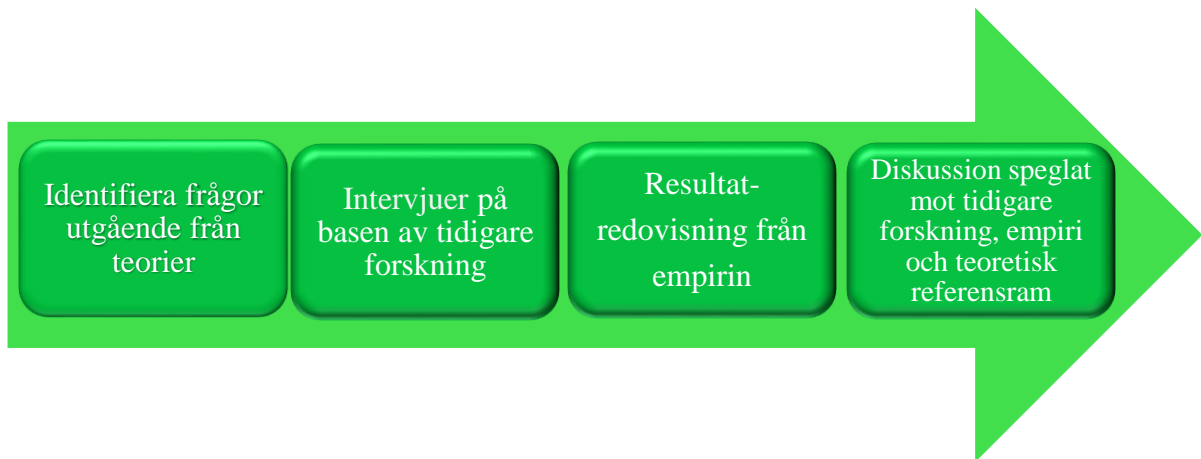 Identifiera frågor
utgående från
teorier
Intervjuer på
basen av tidigare
forskning
Resultat-
redovisning från
empirin
Diskussion speglat
mot tidigare
forskning, empiri
och teoretisk
referensram